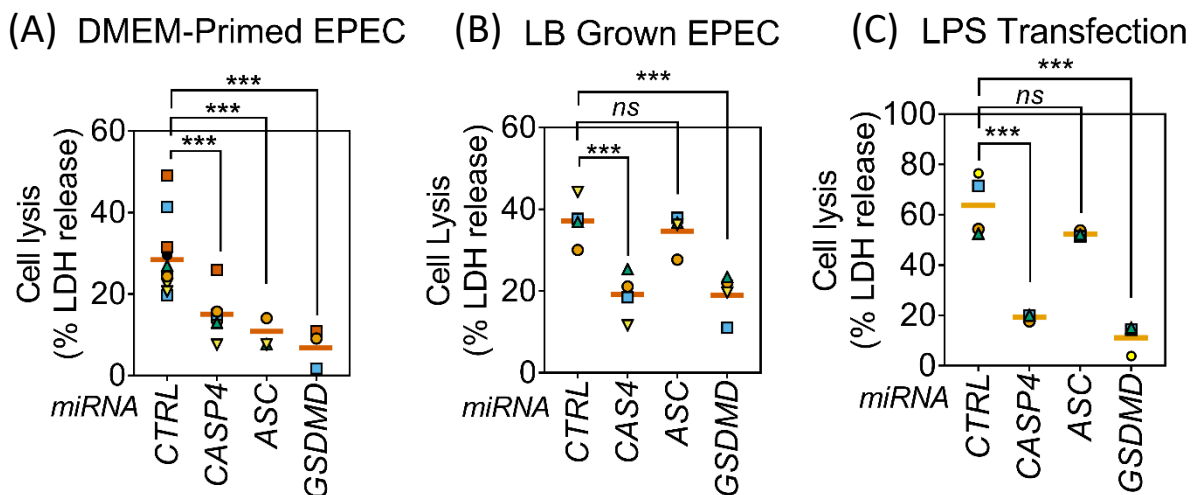 (A) DMEM-Primed EPEC
***
***
***
60
40
20
0
Cell lysis
(% LDH release)
miRNA
CTRL
CASP4
ASC
GSDMD
(B) LB Grown EPEC
***
ns
***
60
40
20
0
Cell Lysis
(% LDH release)
miRNA
CTRL
CAS4
ASC
GSDMD
(C) LPS Transfection
***
ns
***
100
80
60
40
20
0
Cell lysis
(% LDH release)
miRNA
CTRL
CASP4
ASC
GSDMD